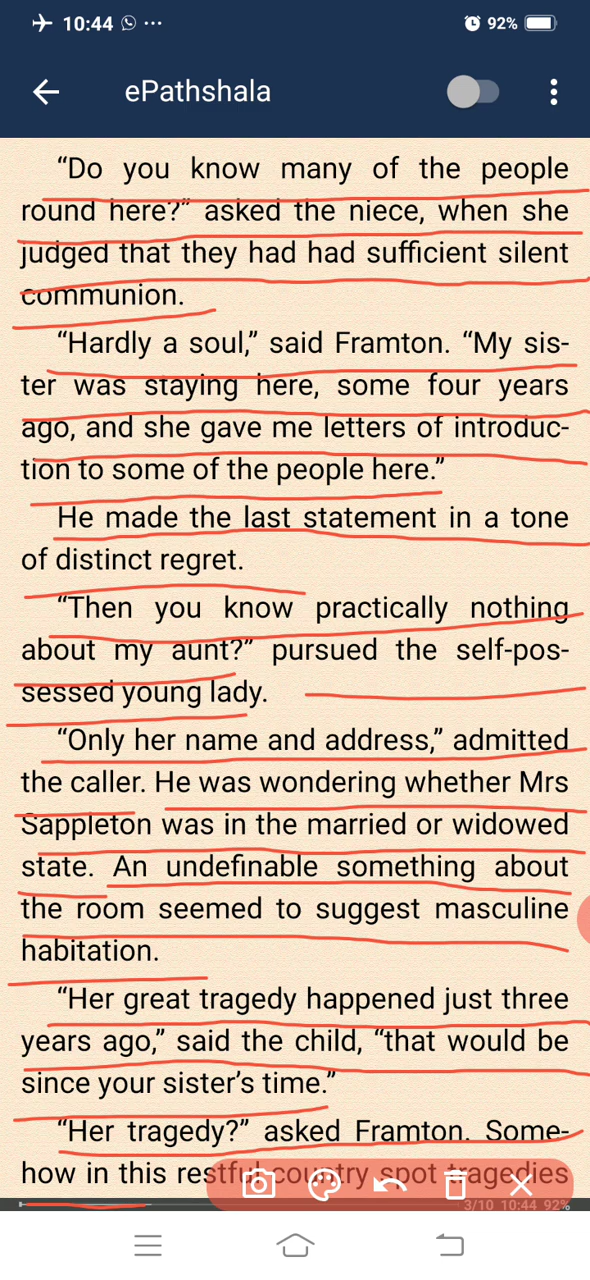 10:44 ...
92%
ePathshala
“Do you know many of the people
round here?” asked the niece, when she
judged that they had had sufficient silent
communion.
“Hardly a soul,” said Framton. “My sis-
ter was staying here, some four years
ago, and she gave me letters of introduc-
tion to some of the people here.”
He made the last statement in a tone
of distinct regret.
“Then you know practically nothing
about my aunt?” pursued the self-pos-
sessed young lady.
“Only her name and address,” admitted
the caller. He was wondering whether Mrs
Sappleton was in the married or widowed
state. An undefinable something about
the room seemed to suggest masculine
habitation.
“Her great tragedy happened just three
years ago,” said the child, “that would be
since your sister’s time.”
“Her tragedy?” asked Framton. Some-
how in this restful country spot tragedies
3/10 10:44 92%